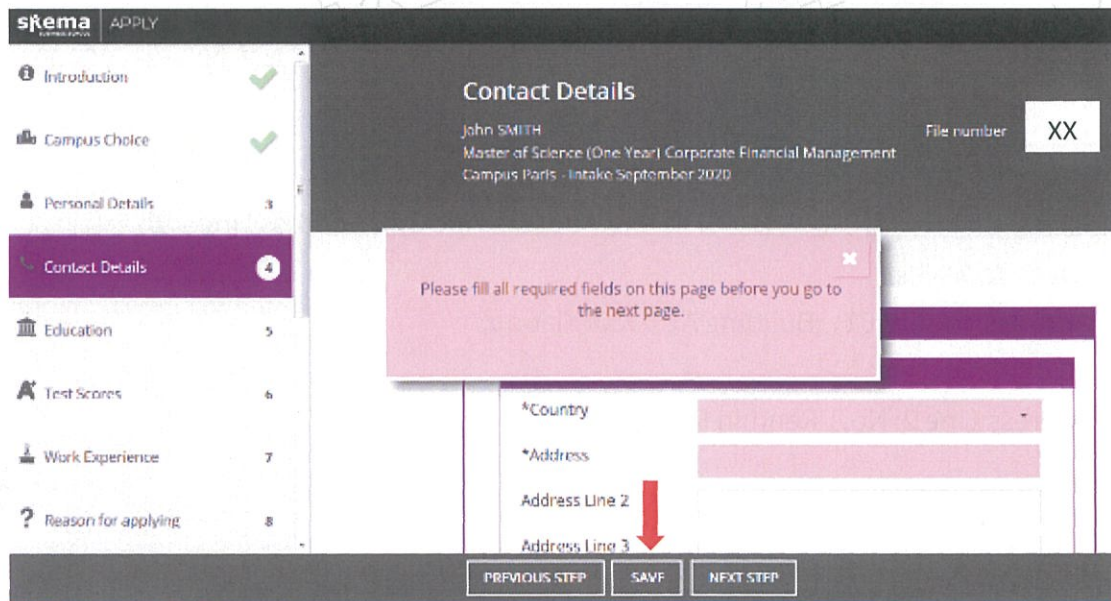 skema
BUSINESS SCHOOL
APPLY
Introduction
Campus Choice
Personal Details 3
Contact Details 4
Education 5
Test Scores 6
Work Experience 7
Reason for applying 8
Contact Details
John SMITH
Master of Science (One Year) Corporate Financial Management
Campus Paris - Intake September 2020
File number XX
Please fill all required fields on this page before you go to
the next page.
*Country
*Address
Address Line 2
Address Line 3
PREVIOUS STEP SAVE NEXT STEP